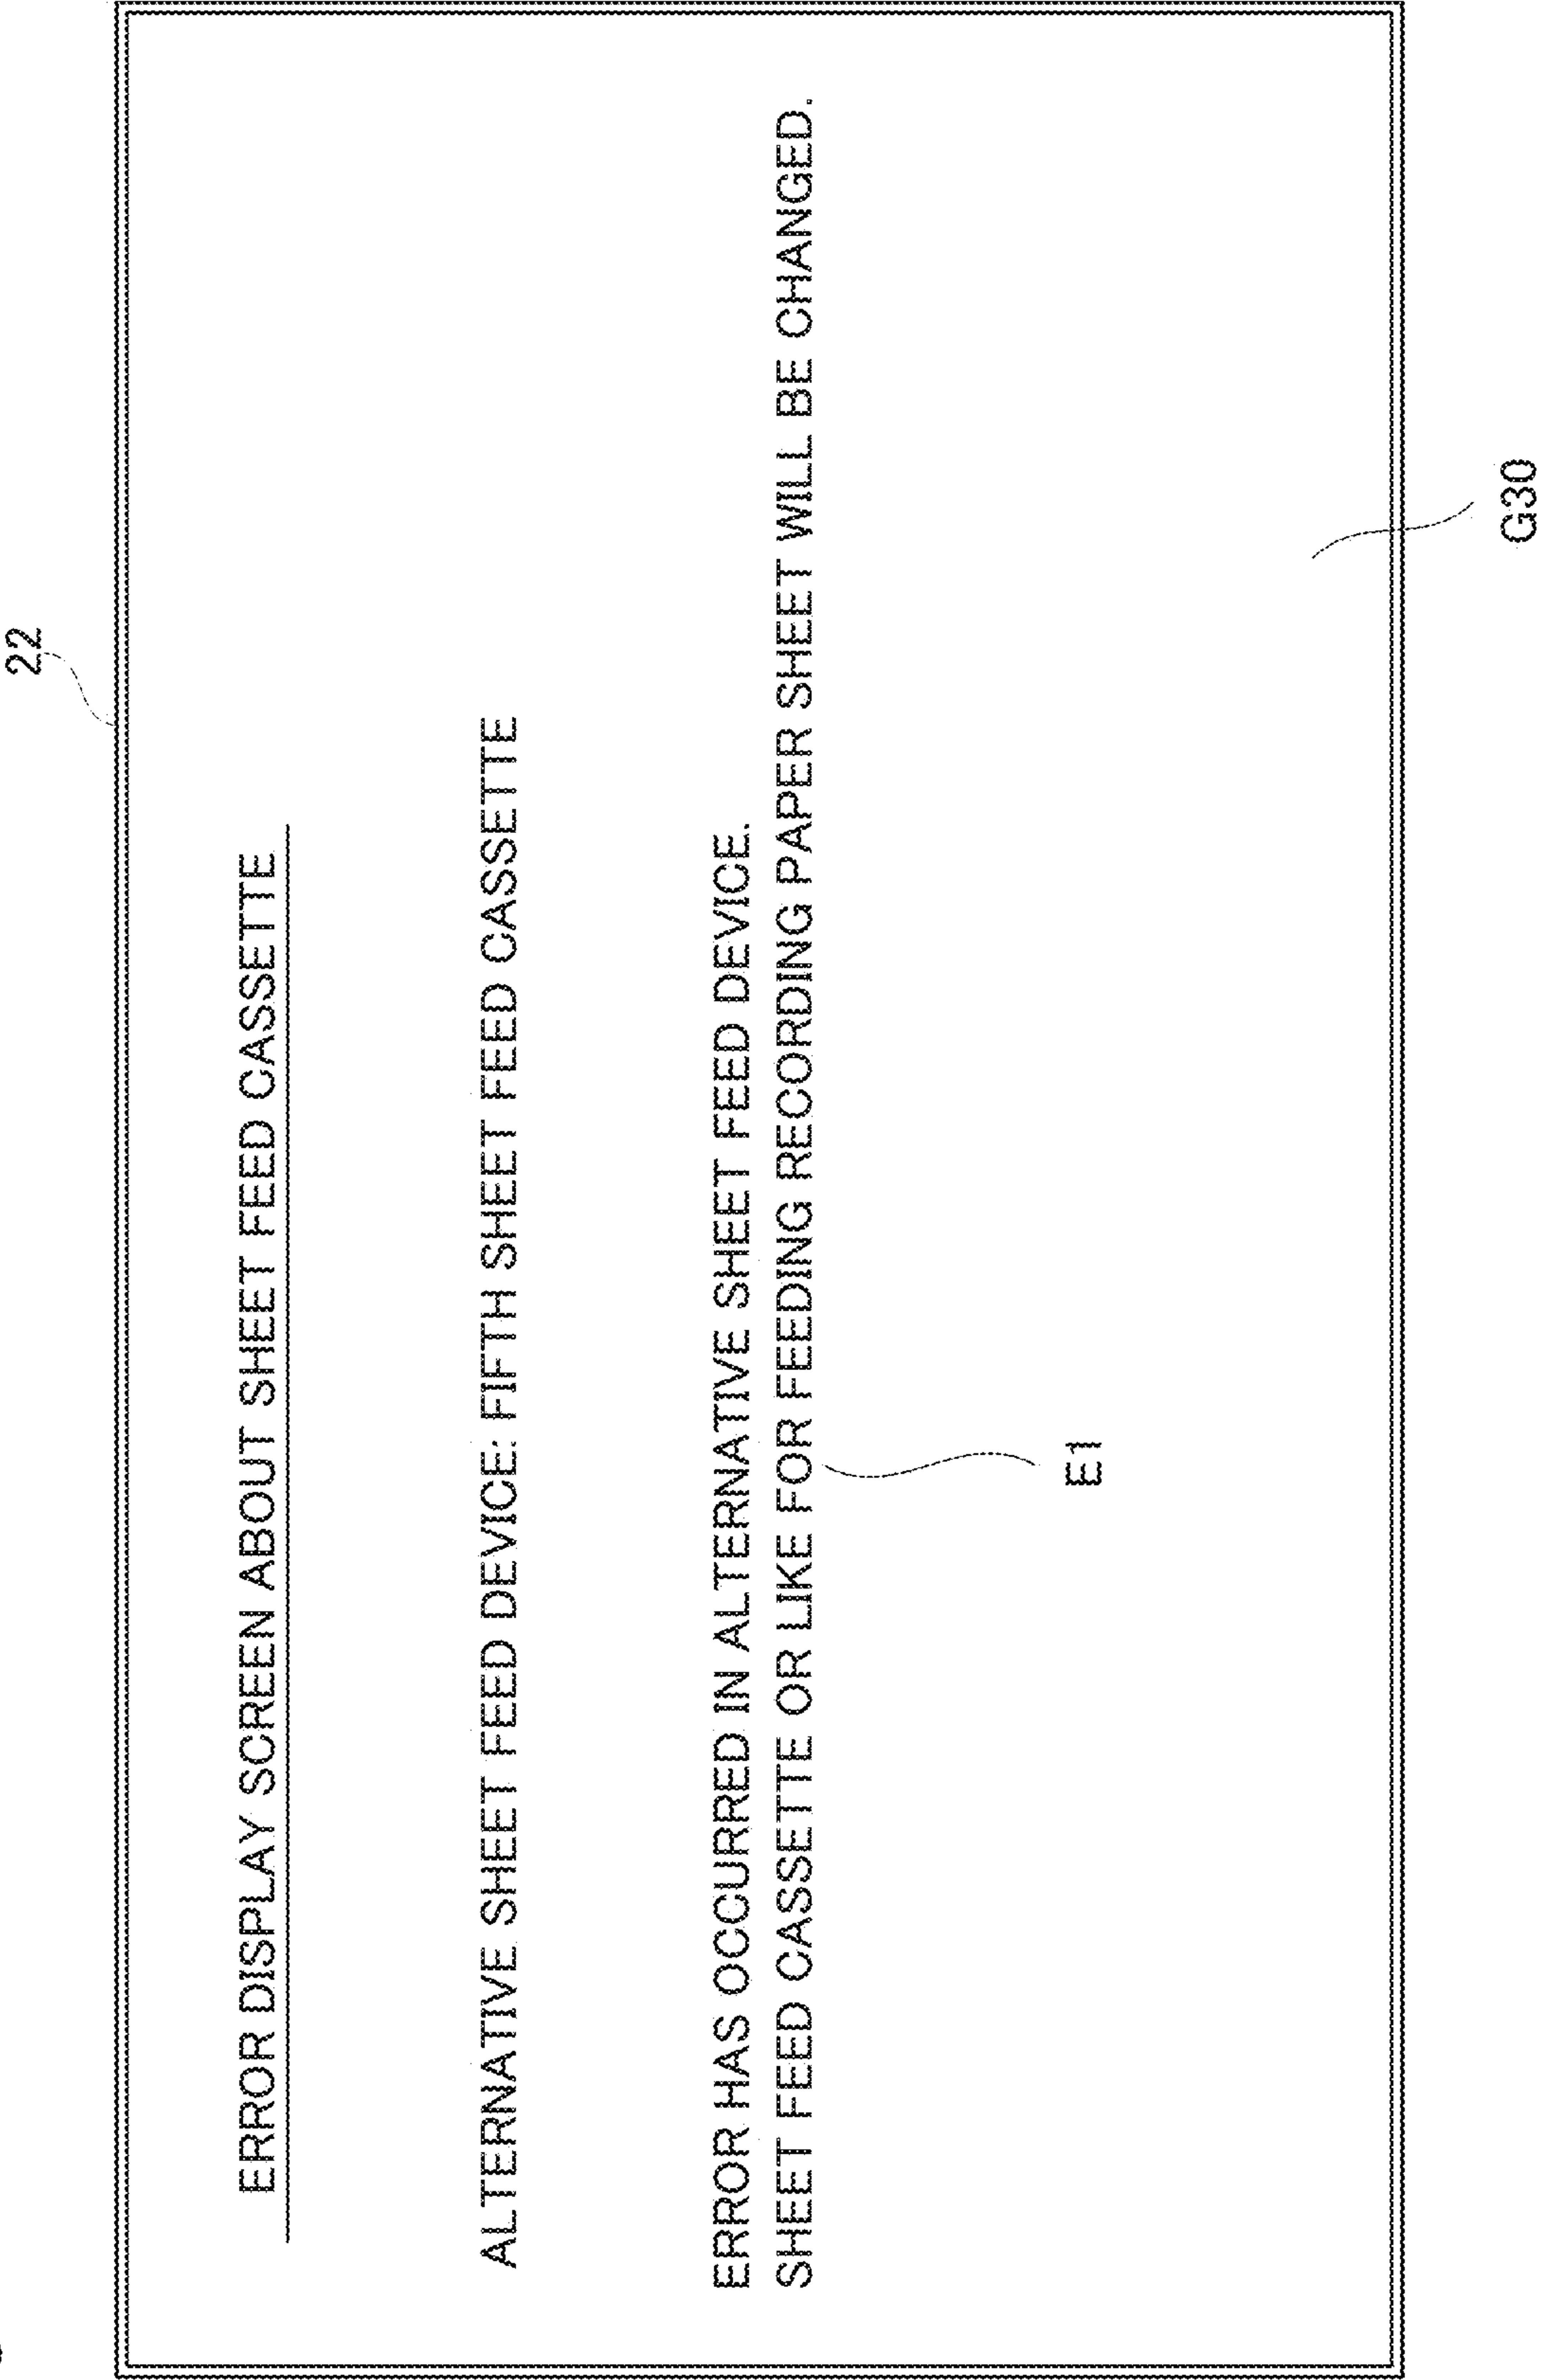 22
ERROR DISPLAY SCREEN ABOUT SHEET FEED CASSETTE
ALTERNATIVE SHEET FEED DEVICE: FIFTH SHEET FEED CASSETTE
ERROR HAS OCCURRED IN ALTERNATIVE SHEET FEED DEVICE.
SHEET FEED CASSETTE OR LIKE FOR FEEDING RECORDING PAPER SHEET WILL BE CHANGED.
E1
G30